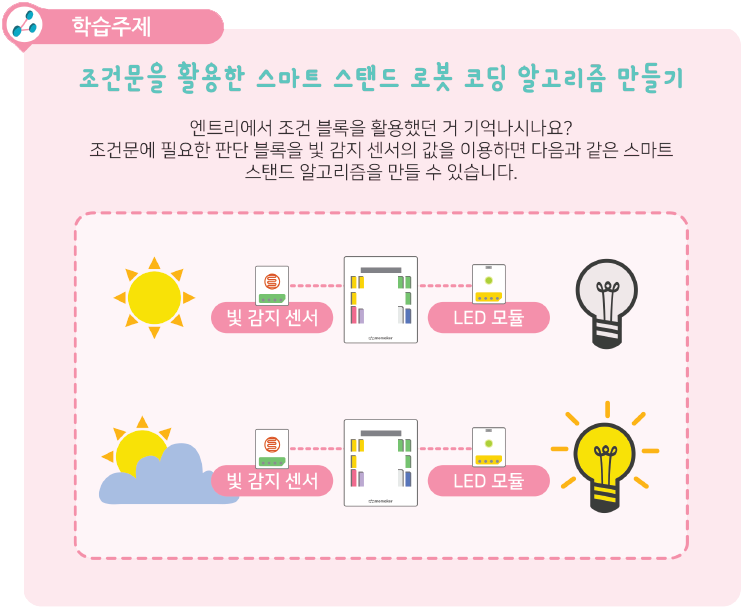 학습주제
조건문을 활용한 스마트 스탠드 로봇 코딩 알고리즘 만들기
엔트리에서 조건 블록을 활용했던 거 기억나시나요?
조건문에 필요한 판단 블록을 빛 감지 센서의 값을 이용하면 다음과 같은 스마트
스탠드 알고리즘을 만들 수 있습니다.
빛 감지 센서
LED 모듈
빛 감지 센서
LED 모듈